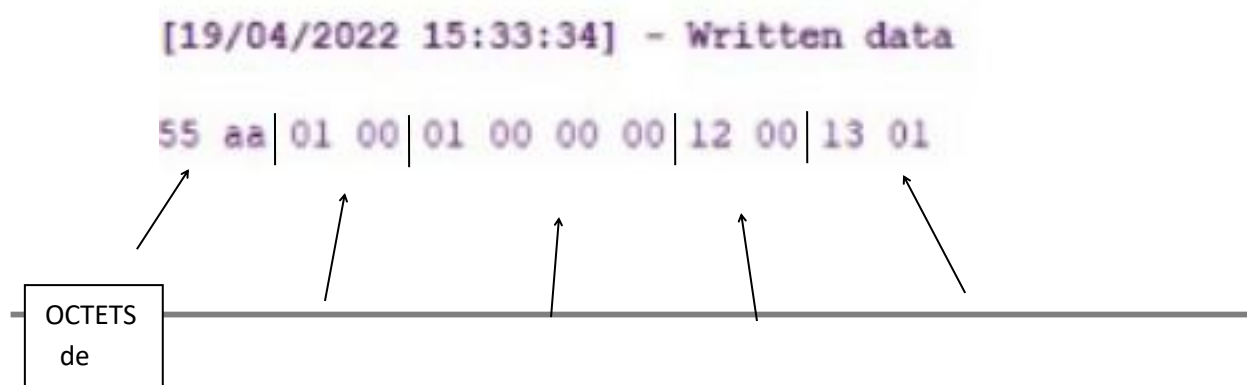 [19/04/2022 15:33:34] - Written data
55 aa 01 00 01 00 00 00 12 00 13 01
OCTETS
de